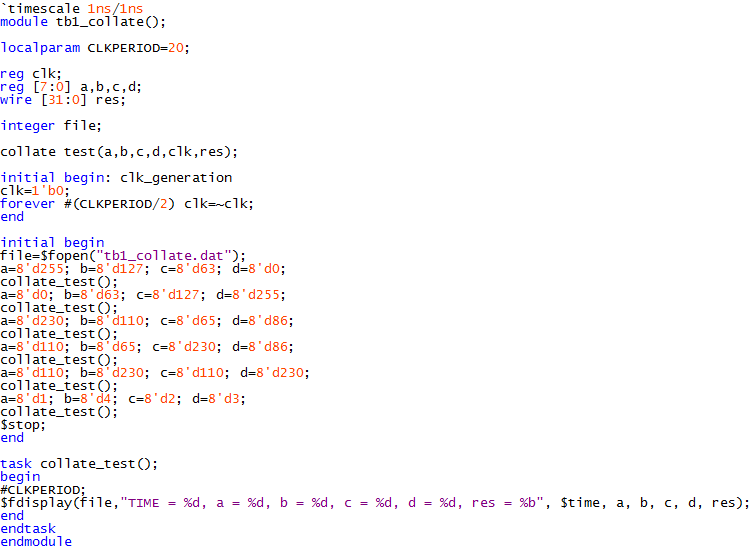 `timescale 1ns/1ns
module tb1_collate();
localparam CLKPERIOD=20;
reg clk;
reg [7:0] a,b,c,d;
wire [31:0] res;
integer file;
collate test(a,b,c,d,clk,res);
initial begin: clk_generation
clk=1'b0;
forever #(CLKPERIOD/2) clk=~clk;
end
initial begin
file=$fopen("tb1_collate.dat");
a=8'd255; b=8'd127; c=8'd63; d=8'd0;
collate_test();
a=8'd0; b=8'd63; c=8'd127; d=8'd255;
collate_test();
a=8'd230; b=8'd110; c=8'd65; d=8'd86;
collate_test();
a=8'd110; b=8'd65; c=8'd230; d=8'd86;
collate_test();
a=8'd110; b=8'd230; c=8'd110; d=8'd230;
collate_test();
a=8'd1; b=8'd4; c=8'd2; d=8'd3;
collate_test();
$stop;
end
task collate_test();
begin
#CLKPERIOD;
$fdisplay(file,"TIME = %d, a = %d, b = %d, c = %d, d = %d, res = %b", $time, a, b, c, d, res);
end
endtask
endmodule